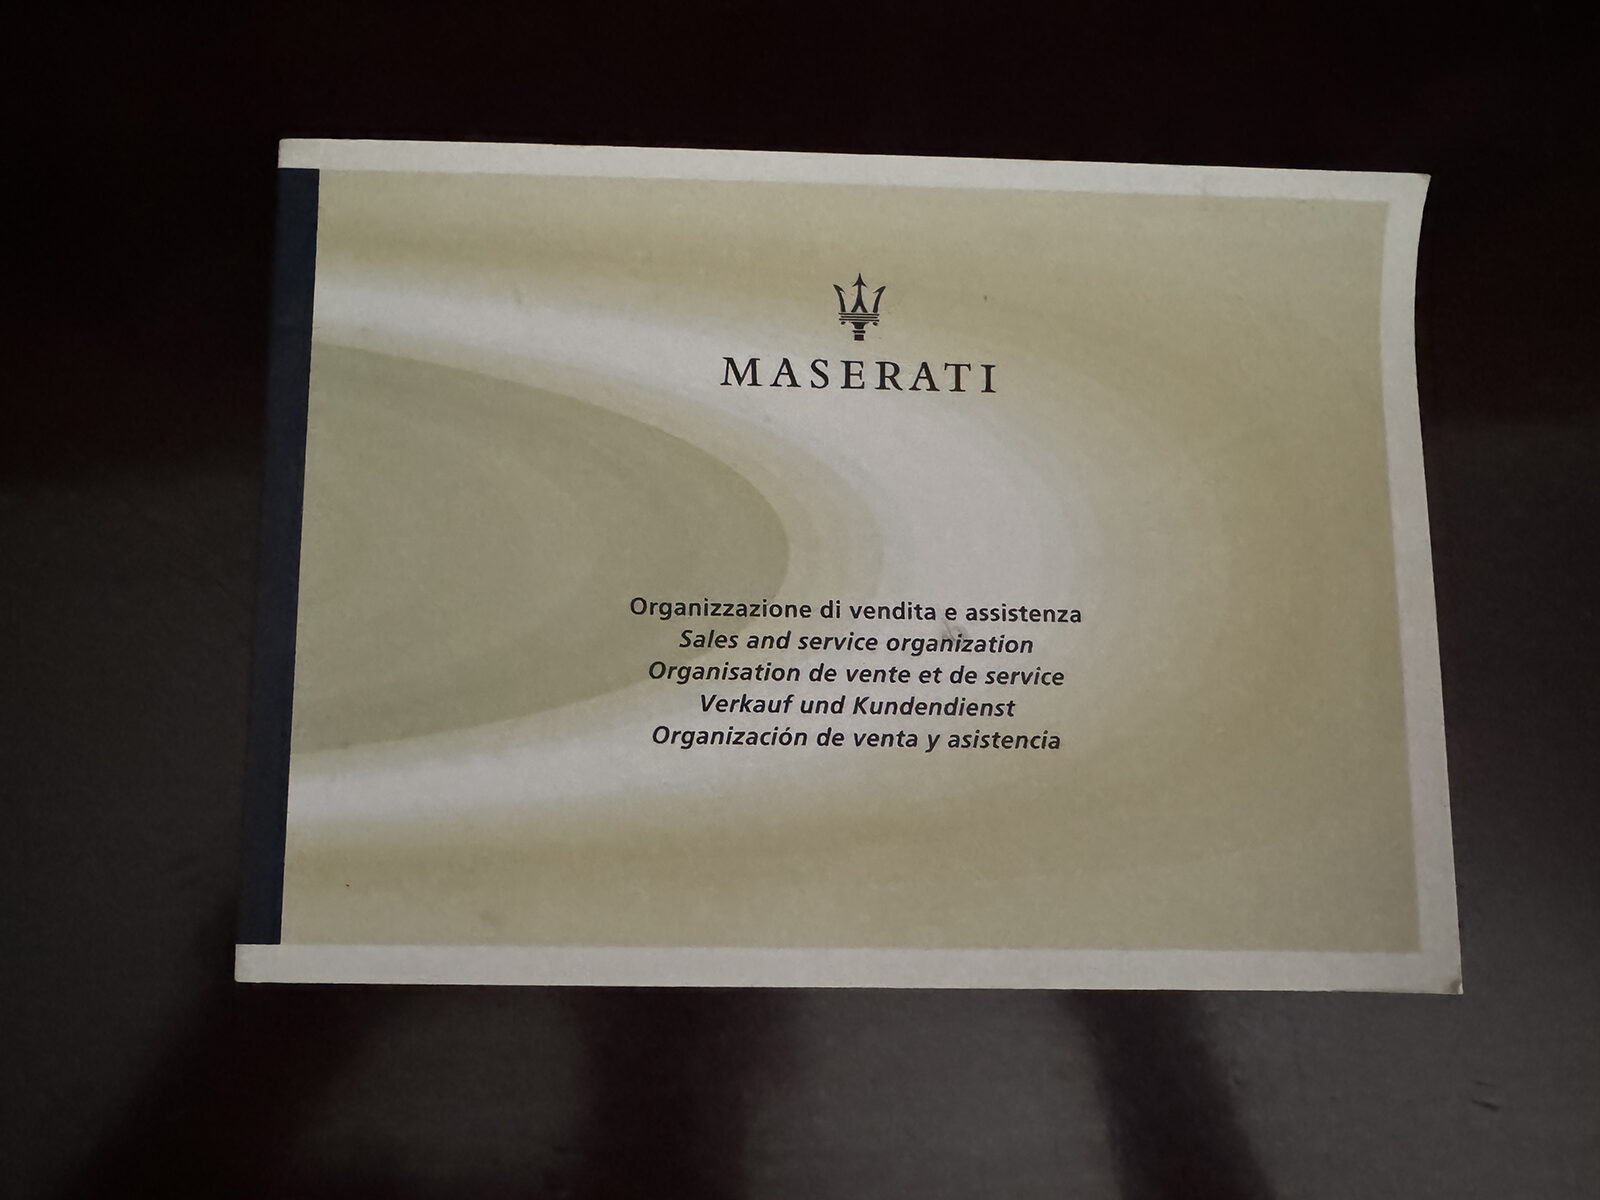 MASERATI
Organizzazione di vendita e assistenza
Sales and service organization
Organisation de vente et de service
Verkauf und Kundendienst
Organización de venta y asistencia